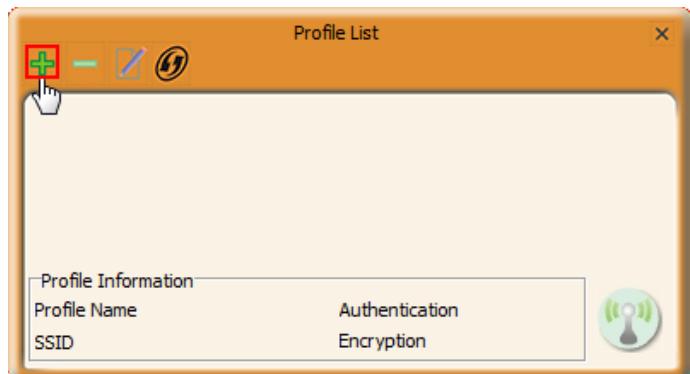 Profile List
Profile Information
Profile Name Authentication
SSID Encryption